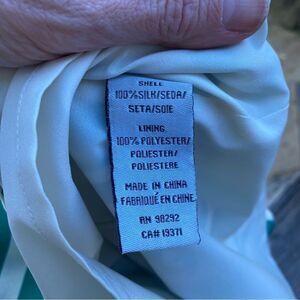 SHELL
100%SILK/SEDA/
SETA/SOIE
LINING
100% POLYESTER/
POLIESTER/
POLIESTERE
MADE IN CHINA
FABRIQUÉ EN CHINE
RN 98292
CA# 19371